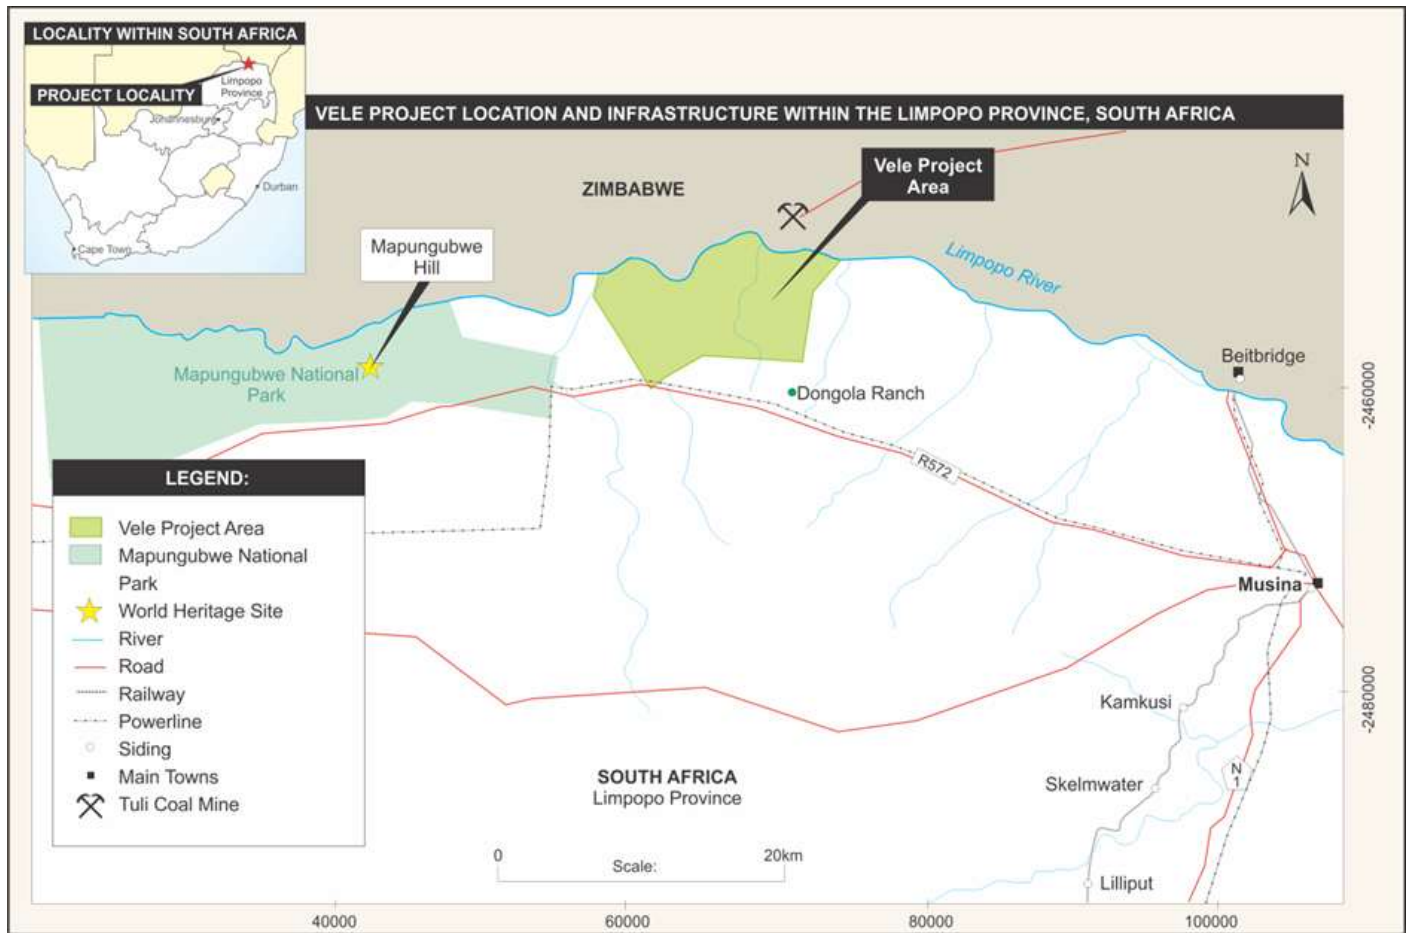 LOCALITY WITHIN SOUTH AFRICA
Limpopo
Province
PROJECT LOCALITY
Johannesburg
Durban
Cape Town
VELE PROJECT LOCATION AND INFRASTRUCTURE WITHIN THE LIMPOPO PROVINCE, SOUTH AFRICA
ZIMBABWE
Vele Project
Area
N
Mapungubwe
Hill
Limpopo River
Beitbridge
Mapungubwe National
Park
Dongola Ranch
-2460000
R572
LEGEND:
Vele Project Area
Mapungubwe National
Park
World Heritage Site
River
Road
Railway
Powerline
Siding
Main Towns
Tuli Coal Mine
Musina
Kamkusi
-2480000
SOUTH AFRICA
Limpopo Province
Skelmwater
N
1
0
20km
Scale:
Lilliput
40000
60000
80000
100000